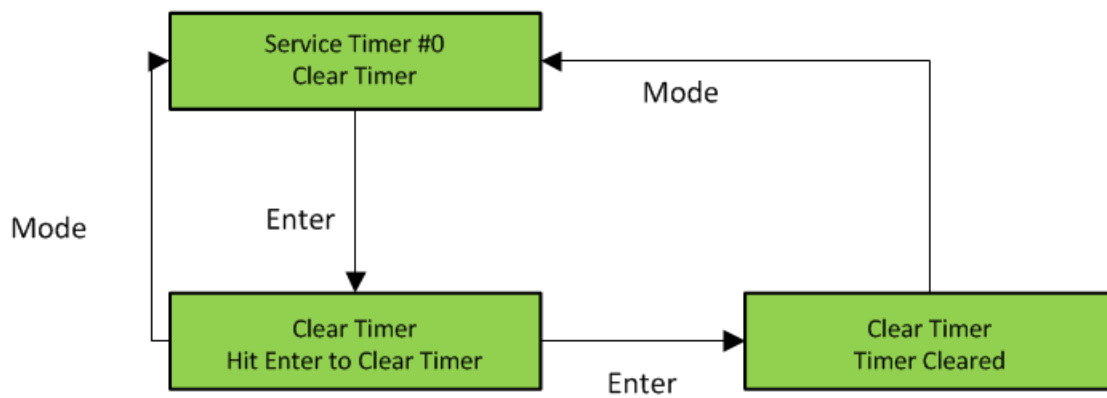 Service Timer #0
Clear Timer
Mode
Mode
Enter
Clear Timer
Hit Enter to Clear Timer
Enter
Clear Timer
Timer Cleared